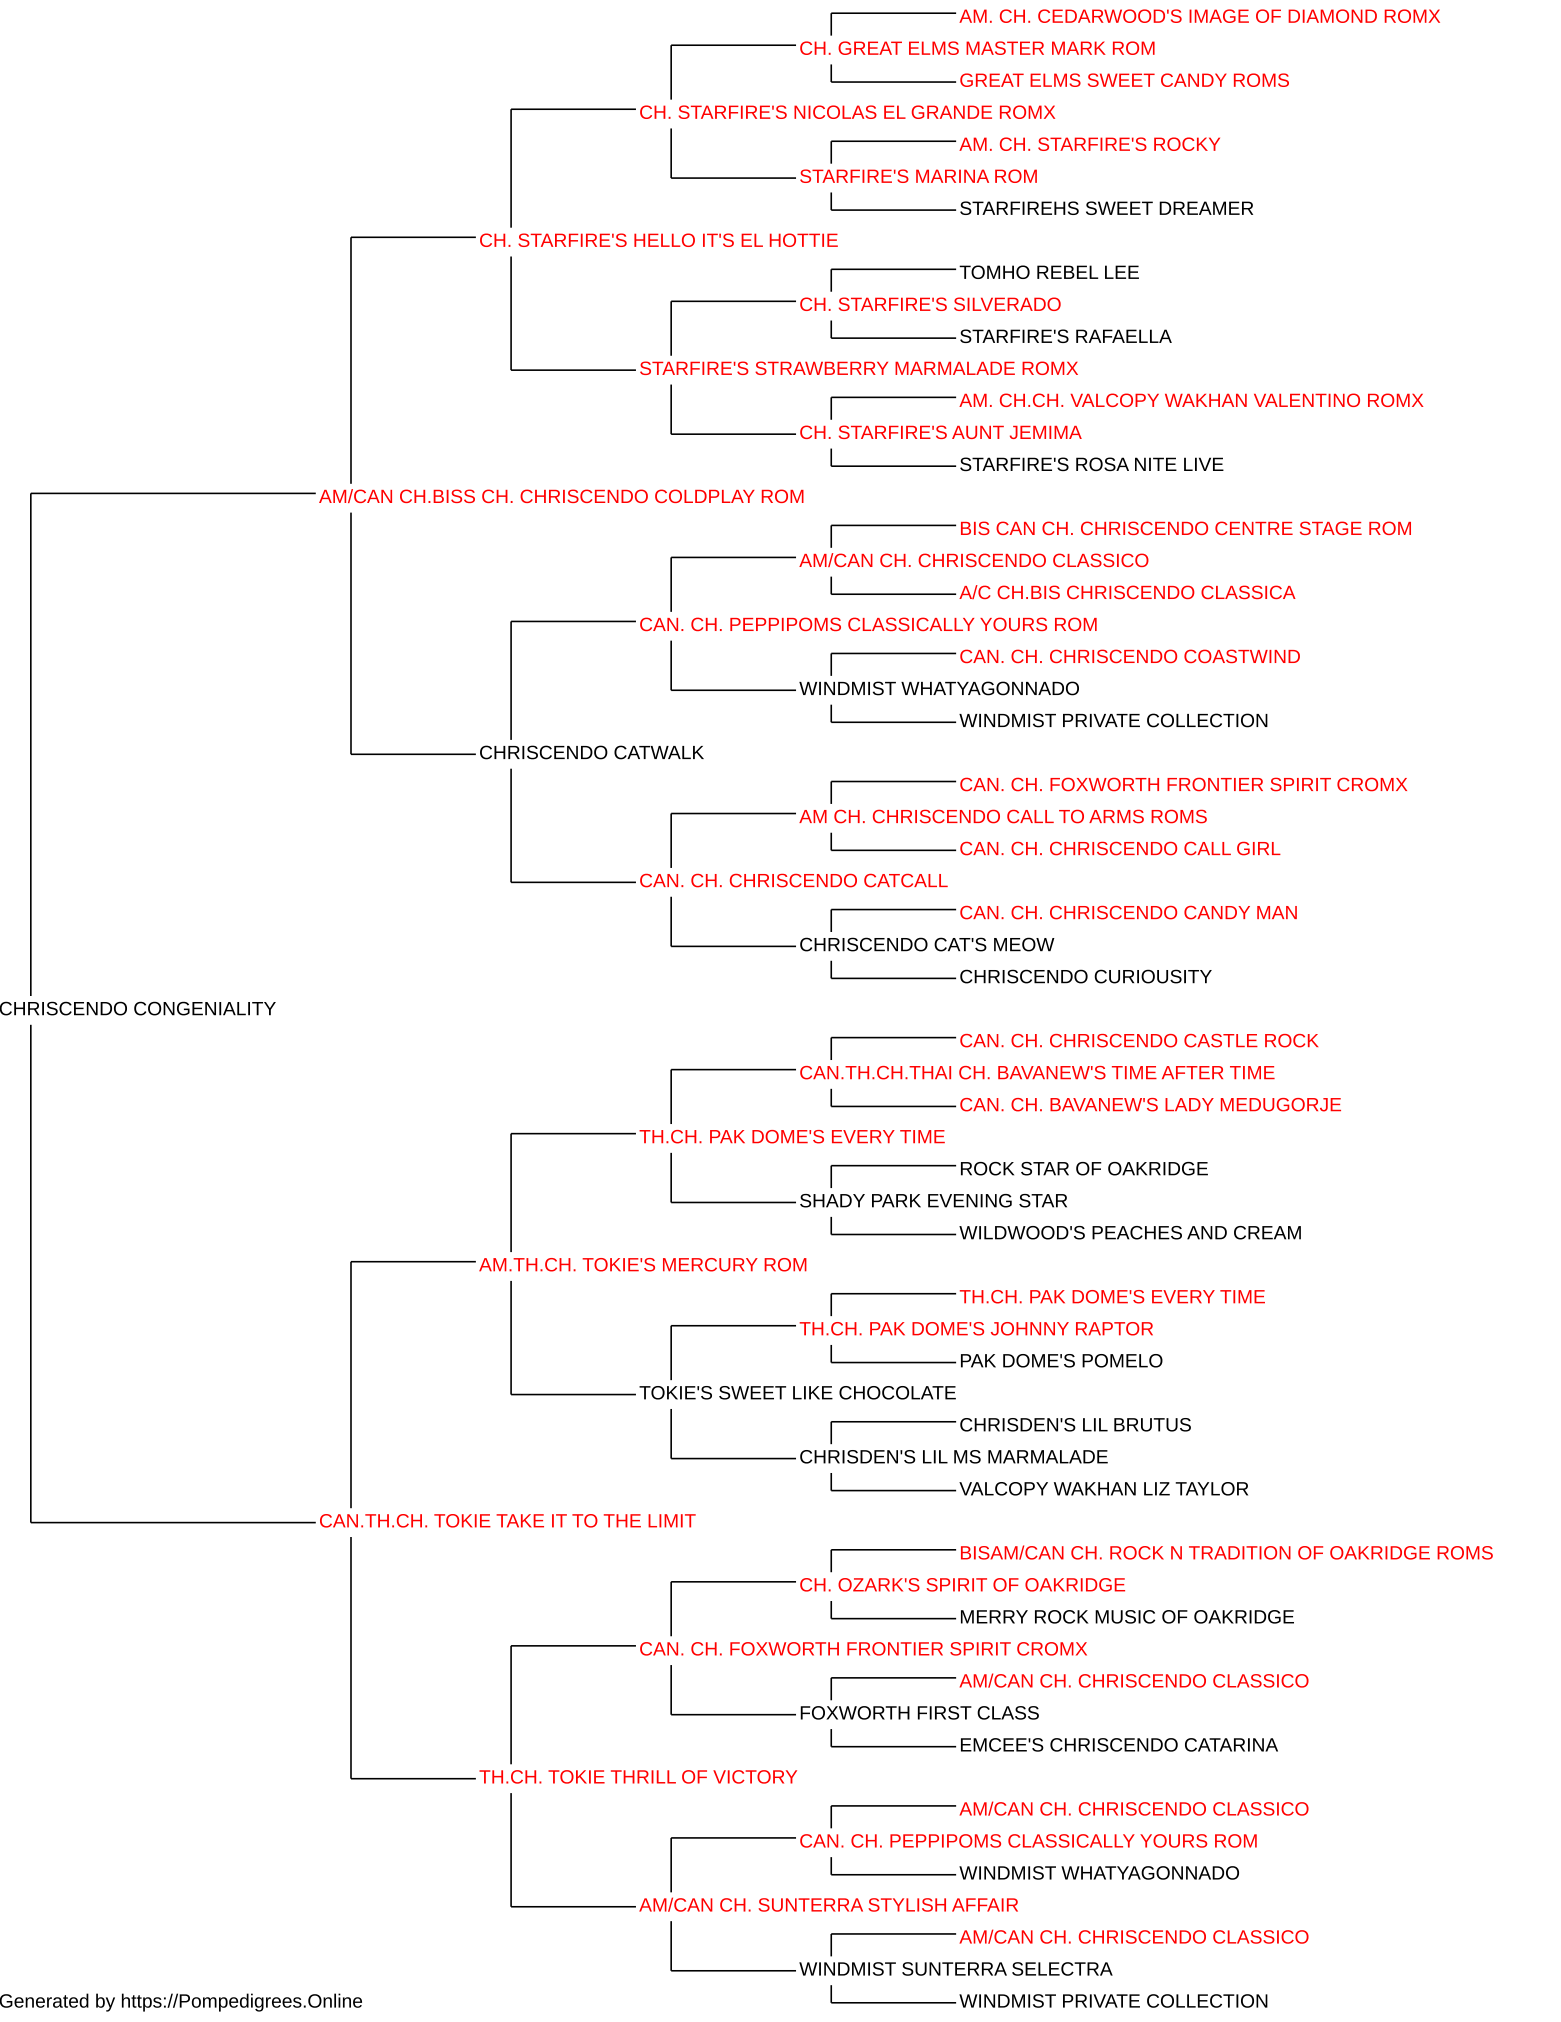 AM. CH. CEDARWOOD'S IMAGE OF DIAMOND ROMX
CH. GREAT ELMS MASTER MARK ROM
GREAT ELMS SWEET CANDY ROMS
CH. STARFIRE'S NICOLAS EL GRANDE ROMX
AM. CH. STARFIRE'S ROCKY
STARFIRE'S MARINA ROM
STARFIREHS SWEET DREAMER
CH. STARFIRE'S HELLO IT'S EL HOTTIE
TOMHO REBEL LEE
CH. STARFIRE'S SILVERADO
STARFIRE'S RAFAELLA
STARFIRE'S STRAWBERRY MARMALADE ROMX
AM. CH.CH. VALCOPY WAKHAN VALENTINO ROMX
CH. STARFIRE'S AUNT JEMIMA
STARFIRE'S ROSA NITE LIVE
AM/CAN CH.BISS CH. CHRISCENDO COLDPLAY ROM
BIS CAN CH. CHRISCENDO CENTRE STAGE ROM
AM/CAN CH. CHRISCENDO CLASSICO
A/C CH.BIS CHRISCENDO CLASSICA
CAN. CH. PEPPIPOMS CLASSICALLY YOURS ROM
CAN. CH. CHRISCENDO COASTWIND
WINDMIST WHATYAGONNADO
WINDMIST PRIVATE COLLECTION
CHRISCENDO CATWALK
CAN. CH. FOXWORTH FRONTIER SPIRIT CROMX
AM CH. CHRISCENDO CALL TO ARMS ROMS
CAN. CH. CHRISCENDO CALL GIRL
CAN. CH. CHRISCENDO CATCALL
CAN. CH. CHRISCENDO CANDY MAN
CHRISCENDO CAT'S MEOW
CHRISCENDO CURIOUSITY
CHRISCENDO CONGENIALITY
CAN. CH. CHRISCENDO CASTLE ROCK
CAN.TH.CH.THAI CH. BAVANEW'S TIME AFTER TIME
CAN. CH. BAVANEW'S LADY MEDUGORJE
TH.CH. PAK DOME'S EVERY TIME
ROCK STAR OF OAKRIDGE
SHADY PARK EVENING STAR
WILDWOOD'S PEACHES AND CREAM
AM.TH.CH. TOKIE'S MERCURY ROM
TH.CH. PAK DOME'S EVERY TIME
TH.CH. PAK DOME'S JOHNNY RAPTOR
PAK DOME'S POMELO
TOKIE'S SWEET LIKE CHOCOLATE
CHRISDEN'S LIL BRUTUS
CHRISDEN'S LIL MS MARMALADE
VALCOPY WAKHAN LIZ TAYLOR
CAN.TH.CH. TOKIE TAKE IT TO THE LIMIT
BISAM/CAN CH. ROCK N TRADITION OF OAKRIDGE ROMS
CH. OZARK'S SPIRIT OF OAKRIDGE
MERRY ROCK MUSIC OF OAKRIDGE
CAN. CH. FOXWORTH FRONTIER SPIRIT CROMX
AM/CAN CH. CHRISCENDO CLASSICO
FOXWORTH FIRST CLASS
EMCEE'S CHRISCENDO CATARINA
TH.CH. TOKIE THRILL OF VICTORY
AM/CAN CH. CHRISCENDO CLASSICO
CAN. CH. PEPPIPOMS CLASSICALLY YOURS ROM
WINDMIST WHATYAGONNADO
AM/CAN CH. SUNTERRA STYLISH AFFAIR
AM/CAN CH. CHRISCENDO CLASSICO
WINDMIST SUNTERRA SELECTRA
WINDMIST PRIVATE COLLECTION
Generated by https://Pompedigrees.Online